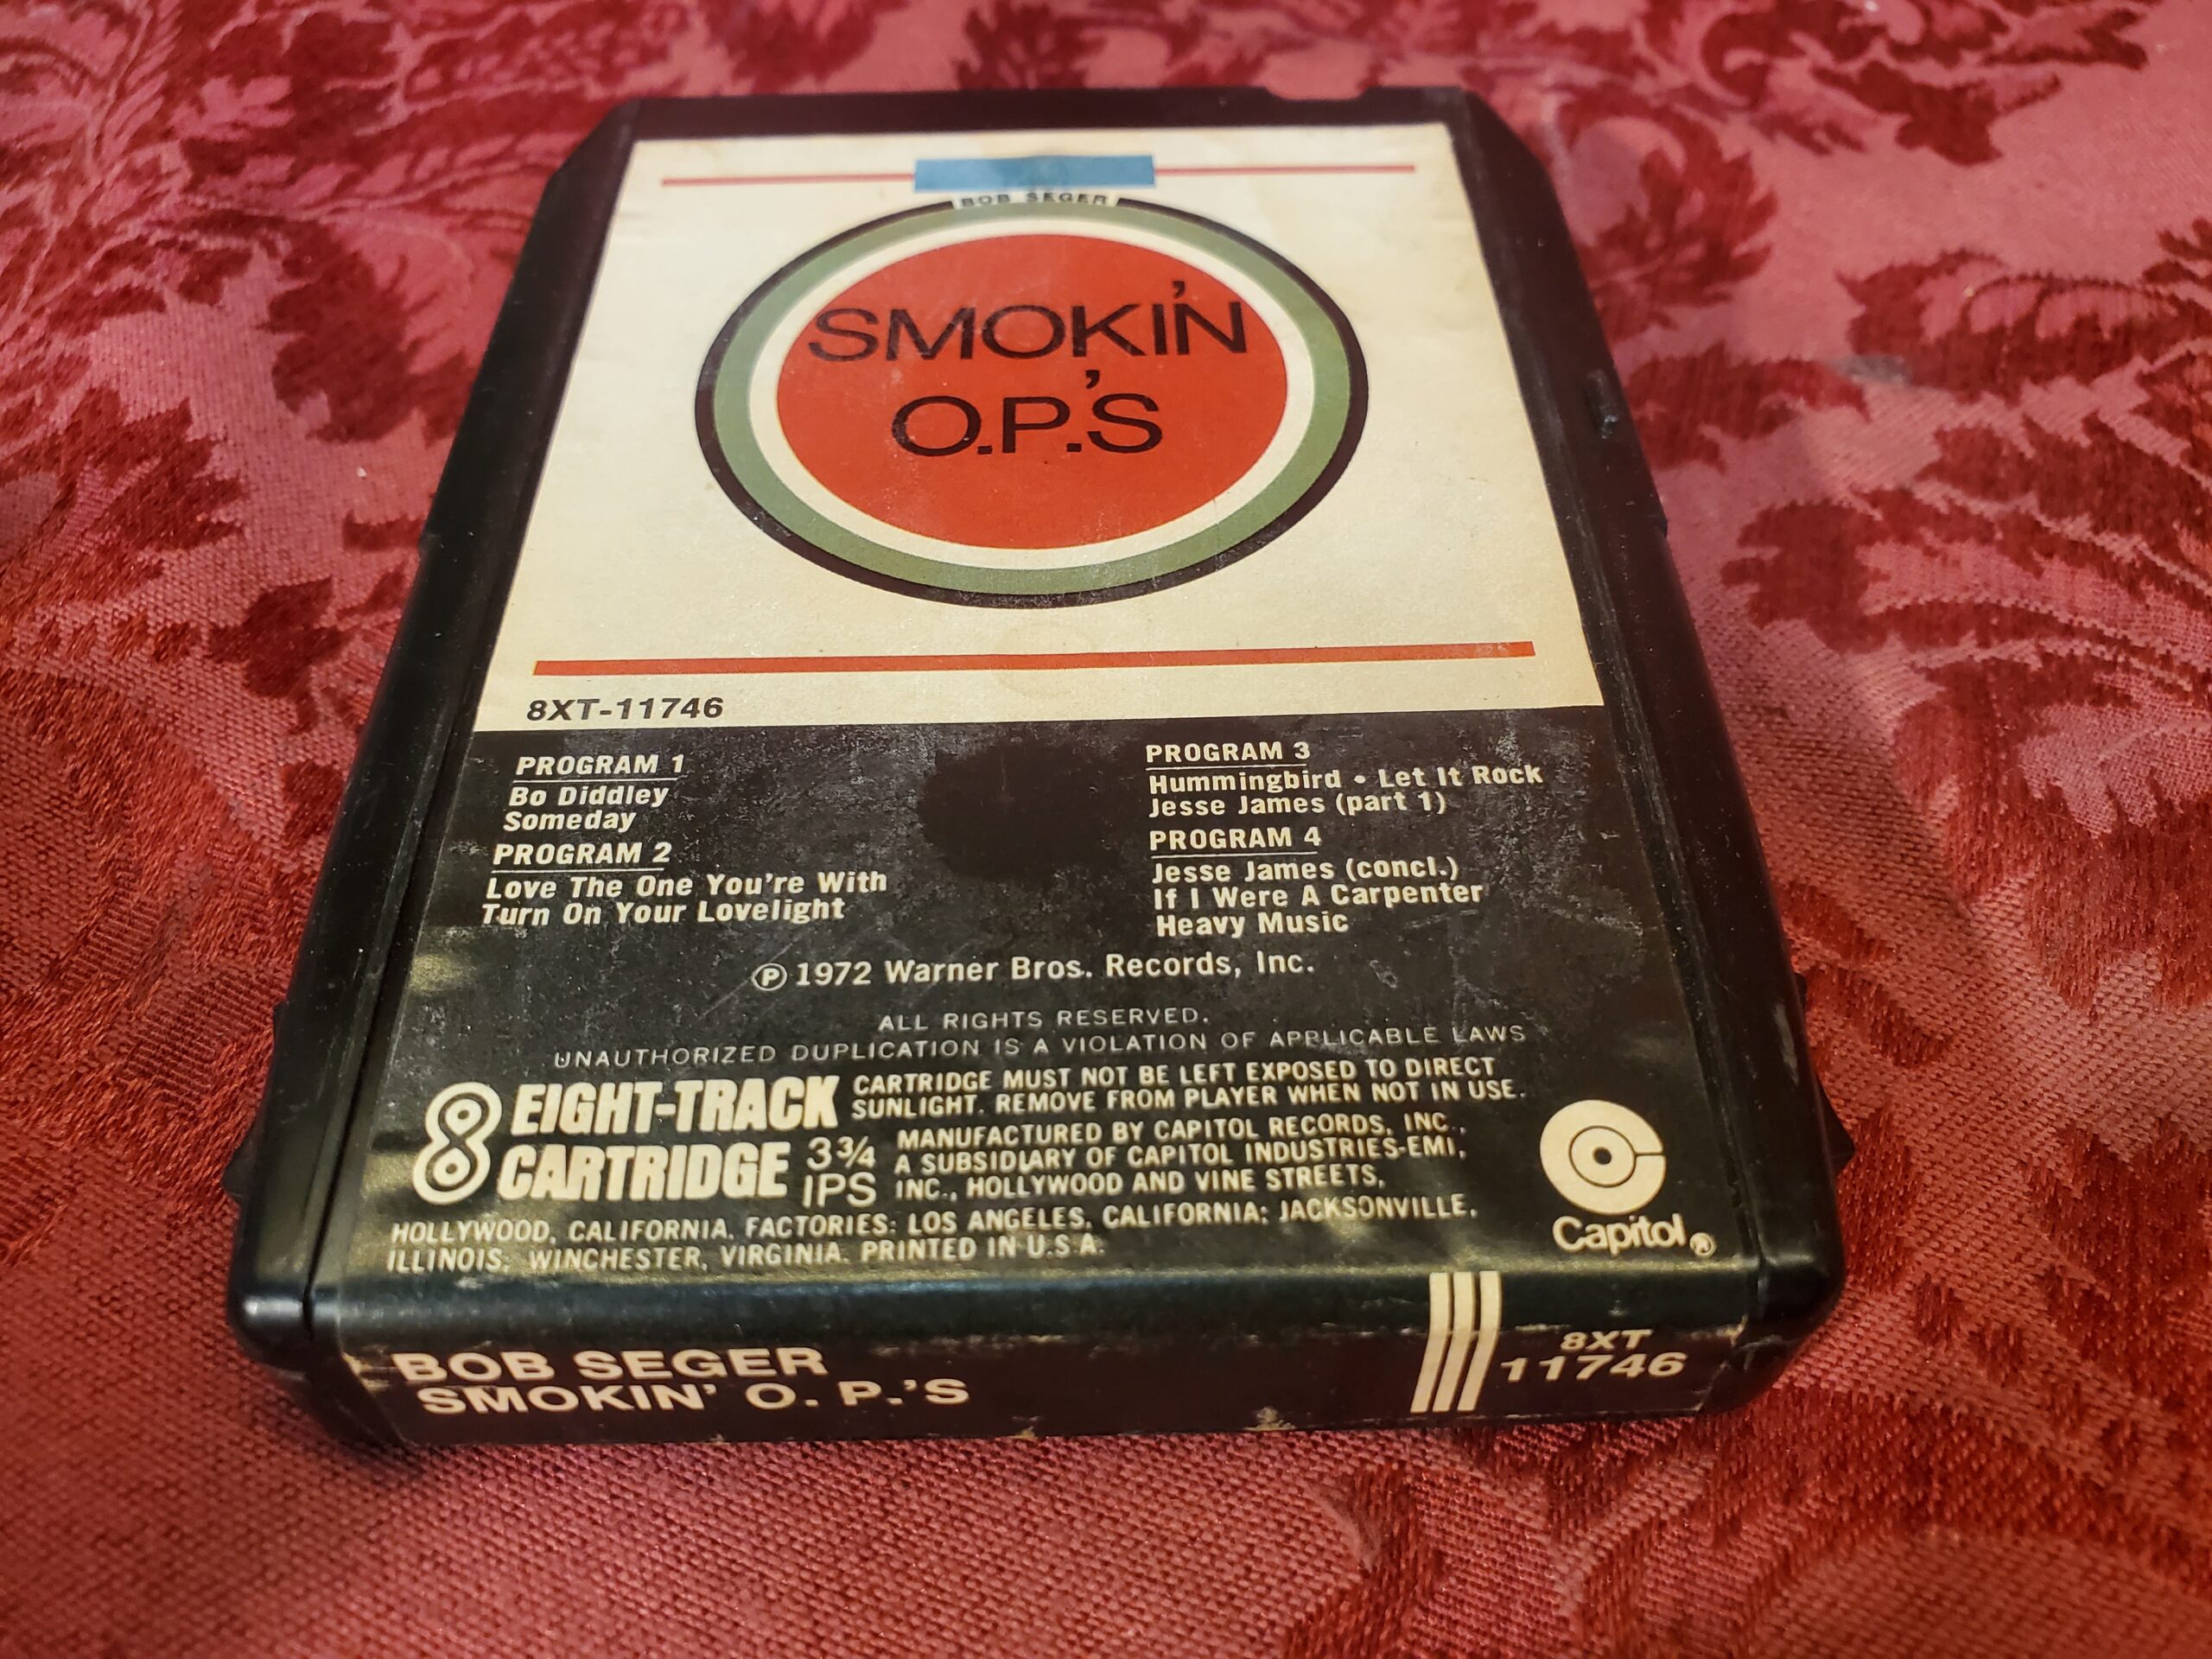 BOB SEGER
SMOKIN'
O.P.'S
8XT-11746
PROGRAM 1
Bo Diddley
Someday
PROGRAM 2
Love The One You're With
Turn On Your Lovelight
PROGRAM 3
Hummingbird • Let It Rock
Jesse James (part 1)
PROGRAM 4
Jesse James (concl.)
If I Were A Carpenter
Heavy Music
℗ 1972 Warner Bros. Records, Inc.
ALL RIGHTS RESERVED.
UNAUTHORIZED DUPLICATION IS A VIOLATION OF APPLICABLE LAWS
8 EIGHT-TRACK
CARTRIDGE 3¾
IPS
CARTRIDGE MUST NOT BE LEFT EXPOSED TO DIRECT
SUNLIGHT. REMOVE FROM PLAYER WHEN NOT IN USE.
MANUFACTURED BY CAPITOL RECORDS, INC.,
A SUBSIDIARY OF CAPITOL INDUSTRIES-EMI,
INC., HOLLYWOOD AND VINE STREETS,
HOLLYWOOD, CALIFORNIA. FACTORIES: LOS ANGELES, CALIFORNIA; JACKSONVILLE,
ILLINOIS; WINCHESTER, VIRGINIA. PRINTED IN U.S.A.
Capitol®
BOB SEGER
SMOKIN' O. P.'S
8XT
11746